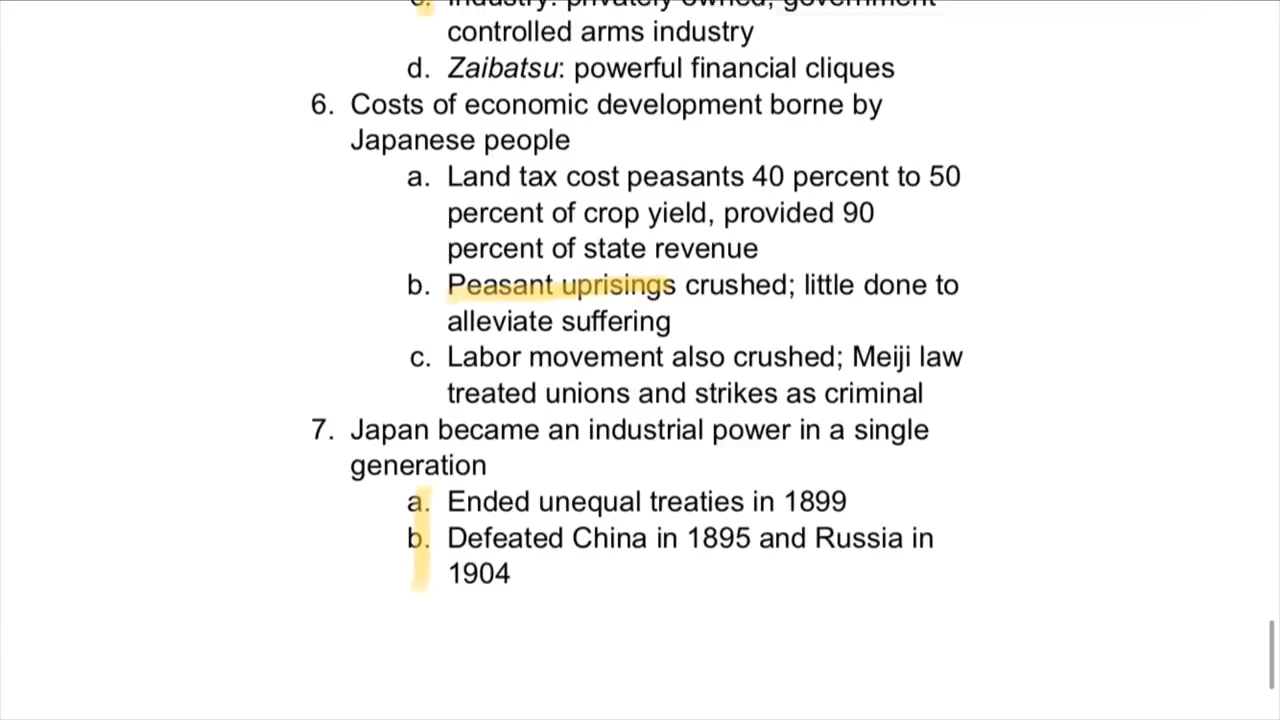 c. Industry: privately owned; government
controlled arms industry
d. Zaibatsu: powerful financial cliques
6. Costs of economic development borne by
Japanese people
a. Land tax cost peasants 40 percent to 50
percent of crop yield, provided 90
percent of state revenue
b. Peasant uprisings crushed; little done to
alleviate suffering
c. Labor movement also crushed; Meiji law
treated unions and strikes as criminal
7. Japan became an industrial power in a single
generation
a. Ended unequal treaties in 1899
b. Defeated China in 1895 and Russia in
1904